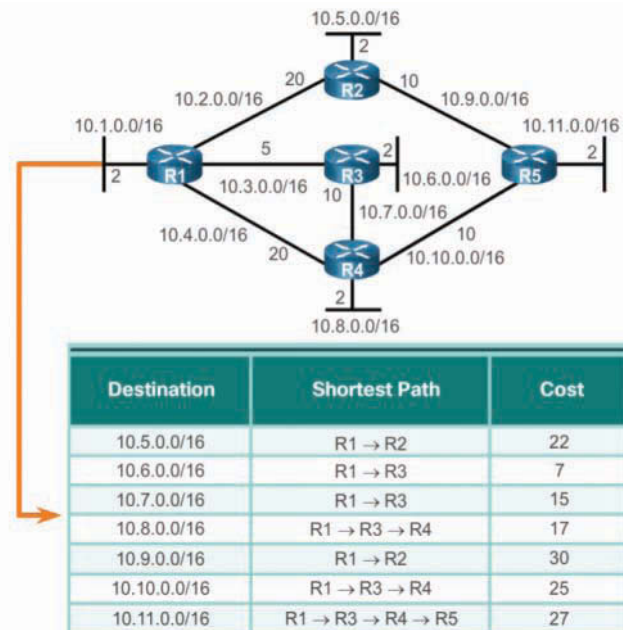 10.5.0.0/16
2
20
R2
10
10.2.0.0/16
10.9.0.0/16
10.1.0.0/16
10.11.0.0/16
5
2
2
R1
R3
R5
2
10.3.0.0/16
10.6.0.0/16
10
10.7.0.0/16
10.4.0.0/16
10
20
R4
10.10.0.0/16
2
10.8.0.0/16
Destination Shortest Path Cost
10.5.0.0/16 R1 → R2 22
10.6.0.0/16 R1 → R3 7
10.7.0.0/16 R1 → R3 15
10.8.0.0/16 R1 → R3 → R4 17
10.9.0.0/16 R1 → R2 30
10.10.0.0/16 R1 → R3 → R4 25
10.11.0.0/16 R1 → R3 → R4 → R5 27